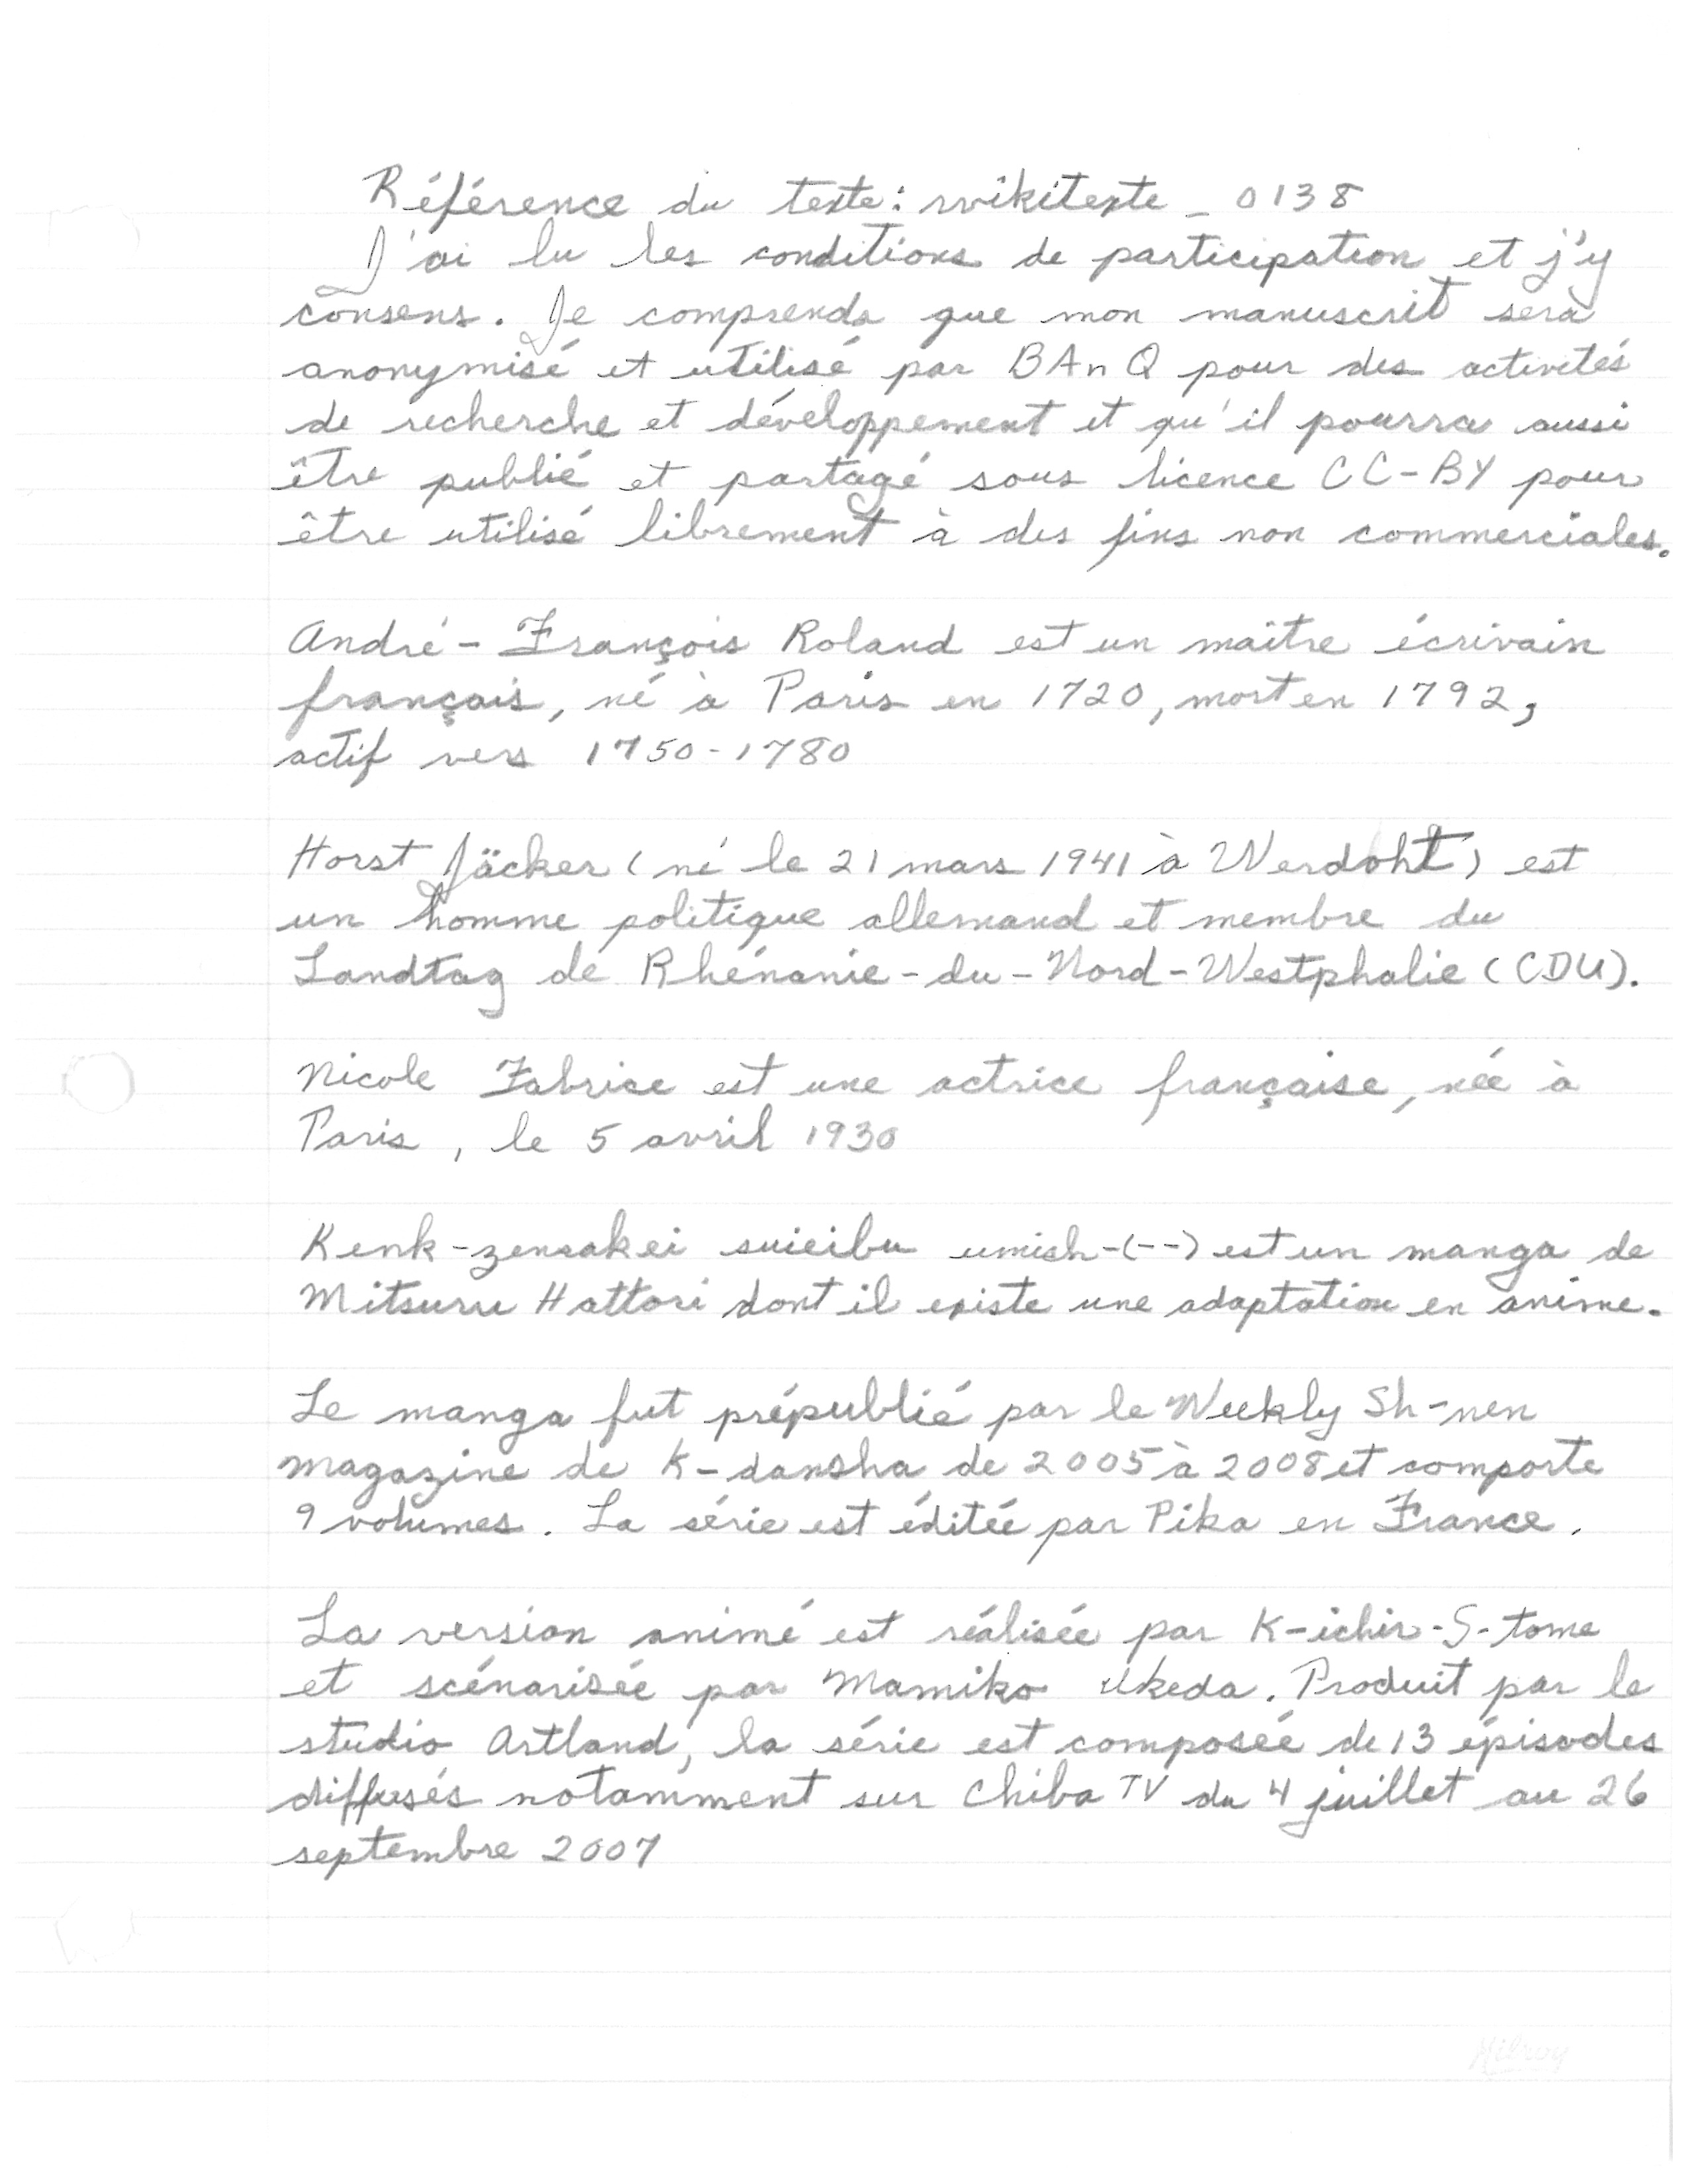 Référence du texte: wikitexte _ 0138
J'ai lu les conditions de participation et j'y
consens. Je comprends que mon manuscrit sera
anonymisé et utilisé par BAnQ pour des activités
de recherche et développement et qu'il pourra aussi
être publié et partagé sous licence CC-BY pour
être utilisé librement à des fins non commerciales.
André-François Roland est un maître écrivain
français, né à Paris en 1720, mort en 1792,
actif vers 1750-1780
Horst Jäcker (né le 21 mars 1941 à Werdohl) est
un homme politique allemand et membre du
Landtag de Rhénanie-du-Nord-Westphalie (CDU).
Nicole Fabrice est une actrice française, née à
Paris, le 5 avril 1930
Kenk-zensakei suieibu umish-(--) est un manga de
Mitsuru Hattori dont il existe une adaptation en anime.
Le manga fut prépublié par le Weekly Sh-nen
magazine de K-dansha de 2005 à 2008 et comporte
9 volumes. La série est éditée par Pika en France.
La version animé est réalisée par K-ichir-S-tome
et scénarisée par Mamiko Ikeda. Produit par le
studio Artland, la série est composée de 13 épisodes
diffusés notamment sur Chiba TV du 4 juillet au 26
septembre 2007
Hilroy